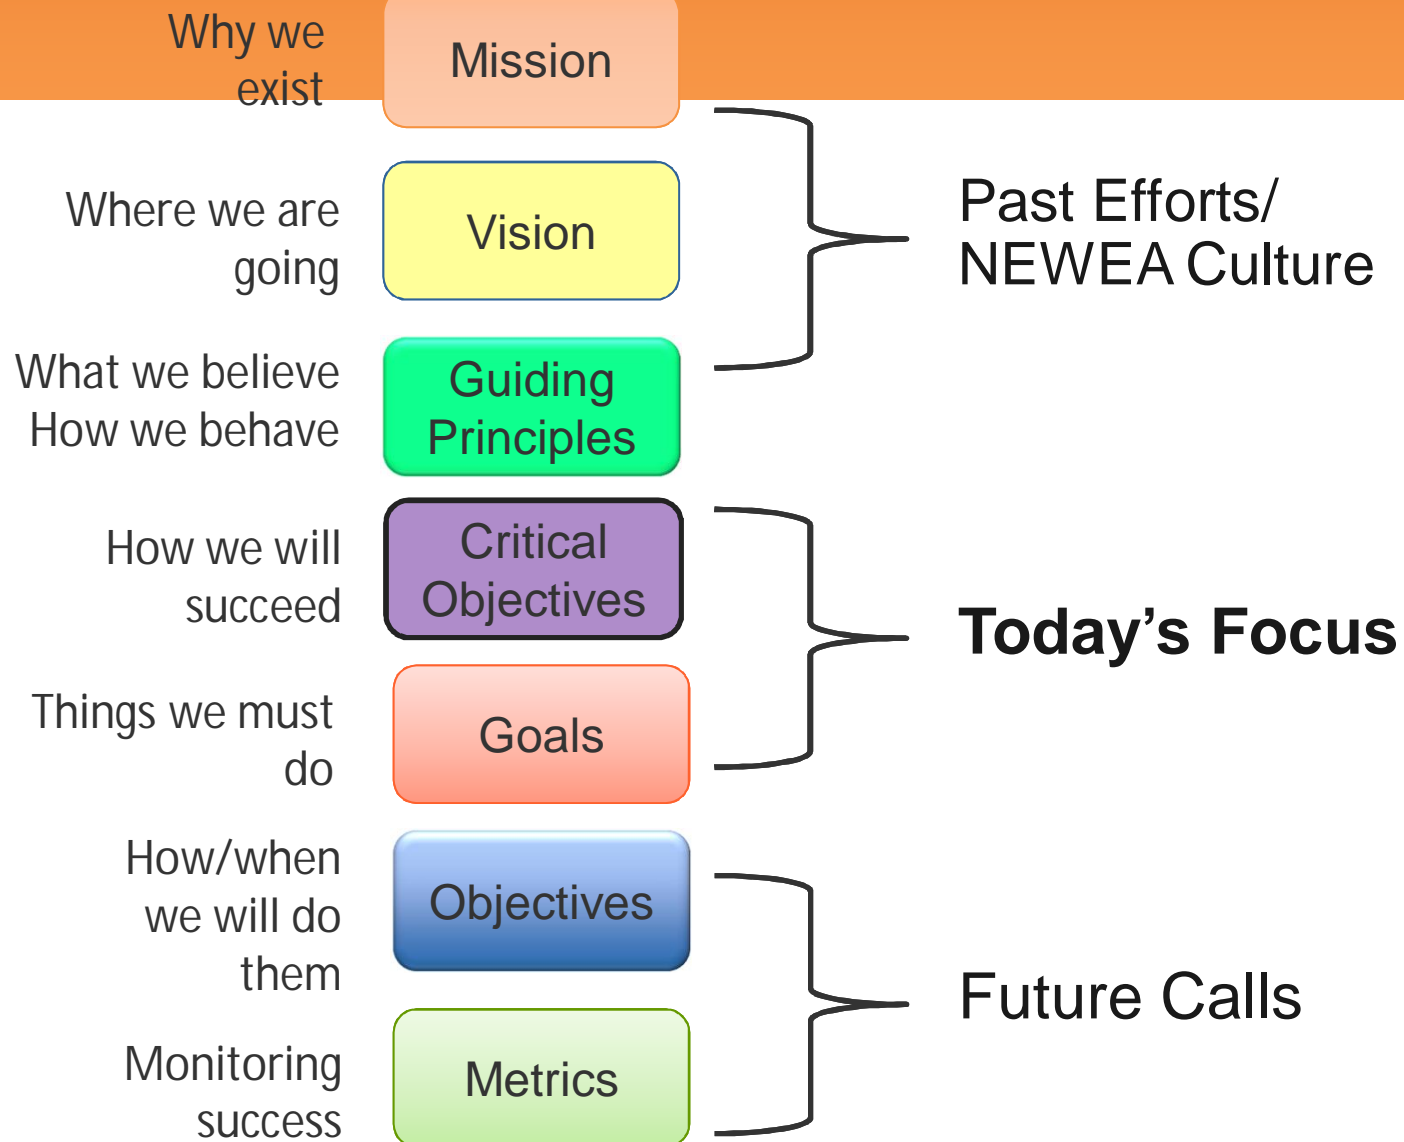 Why we
exist
Mission
Where we are
going
Vision
Past Efforts/
NEWEA Culture
What we believe
How we behave
Guiding
Principles
How we will
succeed
Critical
Objectives
Today’s Focus
Things we must
do
Goals
How/when
we will do
them
Objectives
Future Calls
Monitoring
success
Metrics